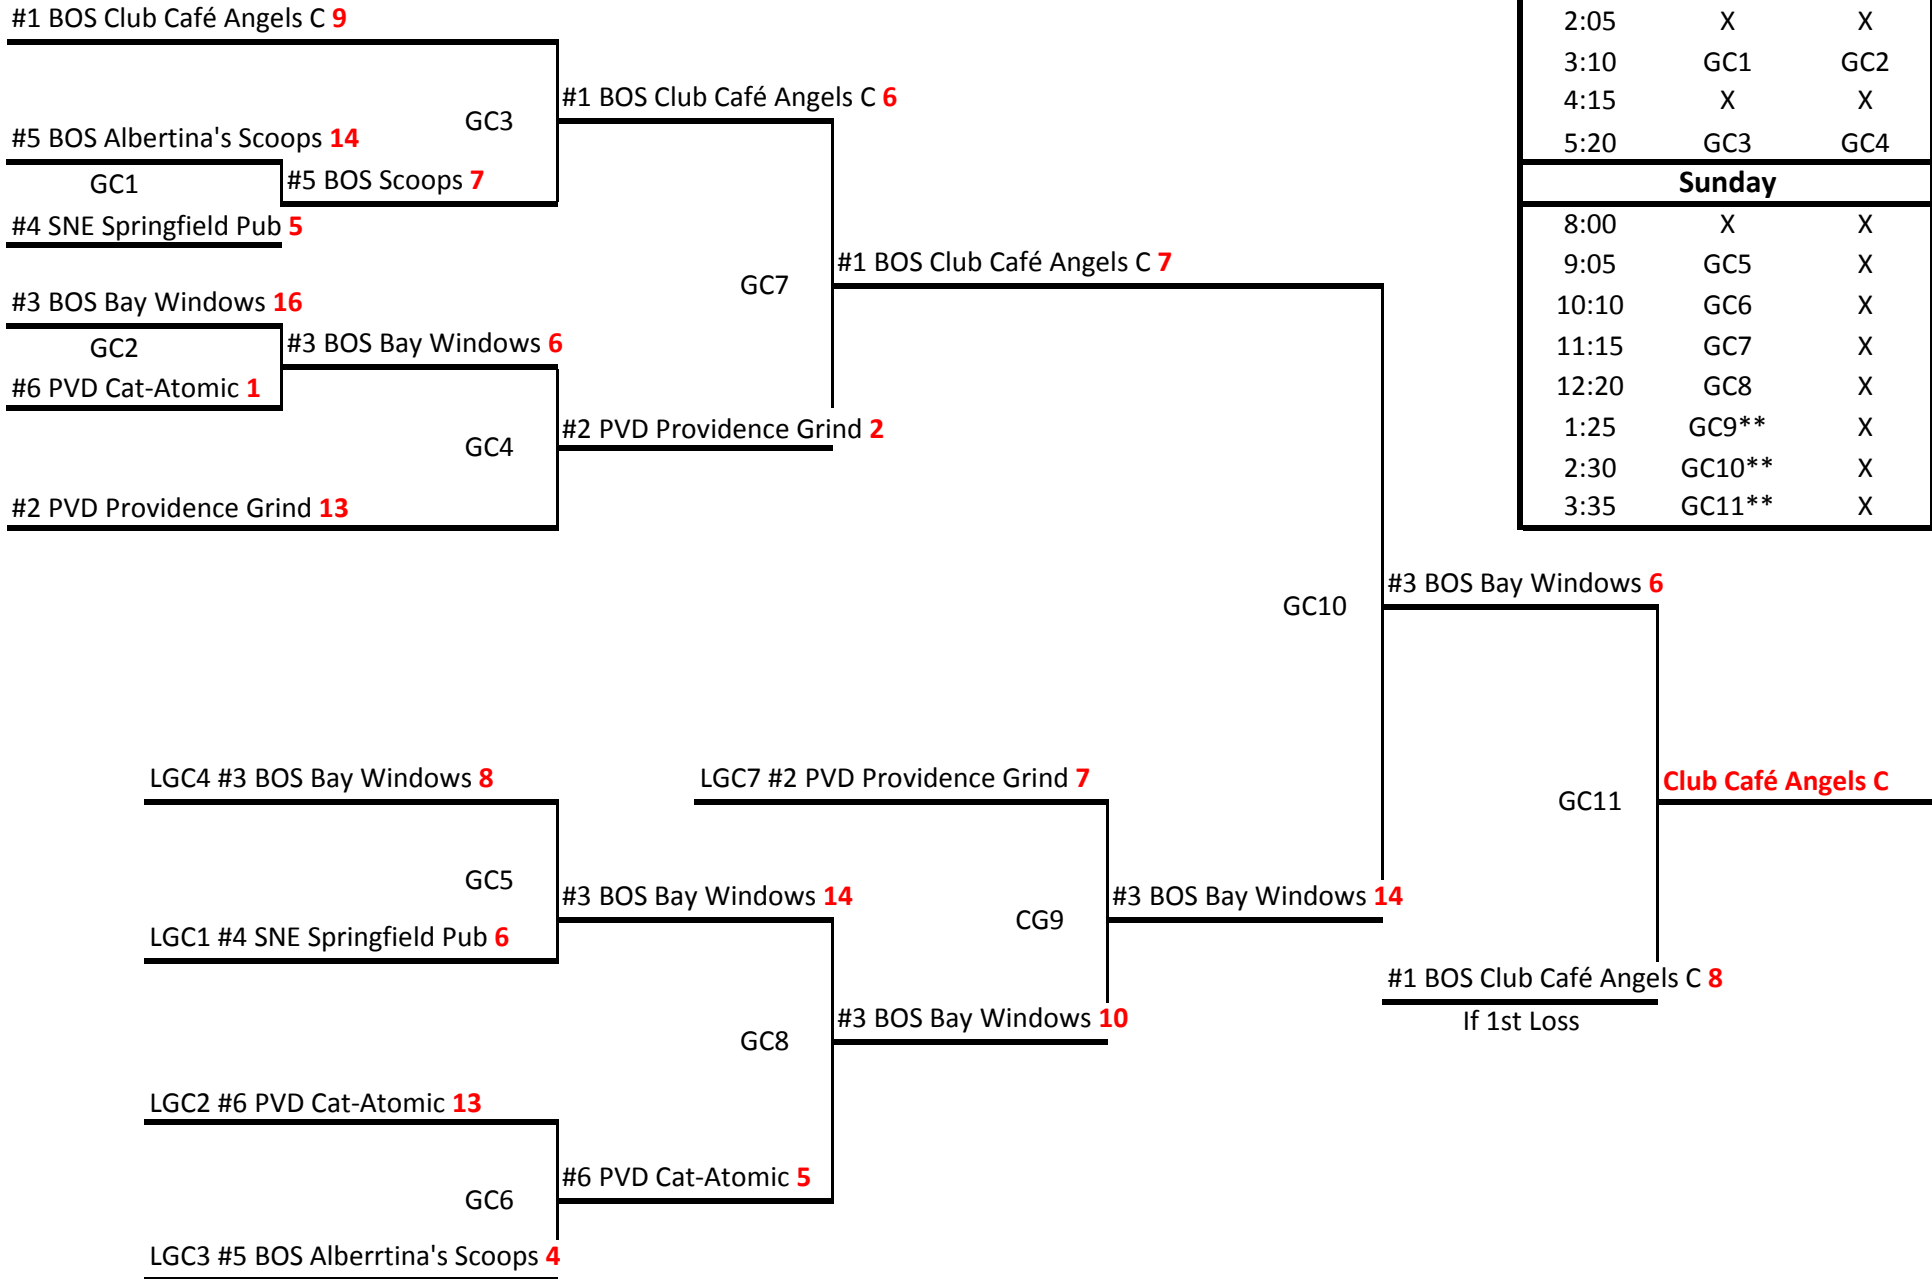 #1 BOS Club Café Angels C 9
2:05 X X
3:10 GC1 GC2
#1 BOS Club Café Angels C 6
4:15 X X
GC3
#5 BOS Albertina's Scoops 14
5:20 GC3 GC4
GC1
#5 BOS Scoops 7
Sunday
#4 SNE Springfield Pub 5
8:00 X X
#1 BOS Club Café Angels C 7
9:05 GC5 X
GC7
#3 BOS Bay Windows 16
10:10 GC6 X
GC2
#3 BOS Bay Windows 6
11:15 GC7 X
#6 PVD Cat-Atomic 1
12:20 GC8 X
#2 PVD Providence Grind 2
1:25 GC9** X
GC4
2:30 GC10** X
#2 PVD Providence Grind 13
3:35 GC11** X
#3 BOS Bay Windows 6
GC10
LGC4 #3 BOS Bay Windows 8
LGC7 #2 PVD Providence Grind 7
Club Café Angels C
GC11
GC5
#3 BOS Bay Windows 14
#3 BOS Bay Windows 14
CG9
LGC1 #4 SNE Springfield Pub 6
#1 BOS Club Café Angels C 8
#3 BOS Bay Windows 10
If 1st Loss
GC8
LGC2 #6 PVD Cat-Atomic 13
#6 PVD Cat-Atomic 5
GC6
LGC3 #5 BOS Alberrtina's Scoops 4